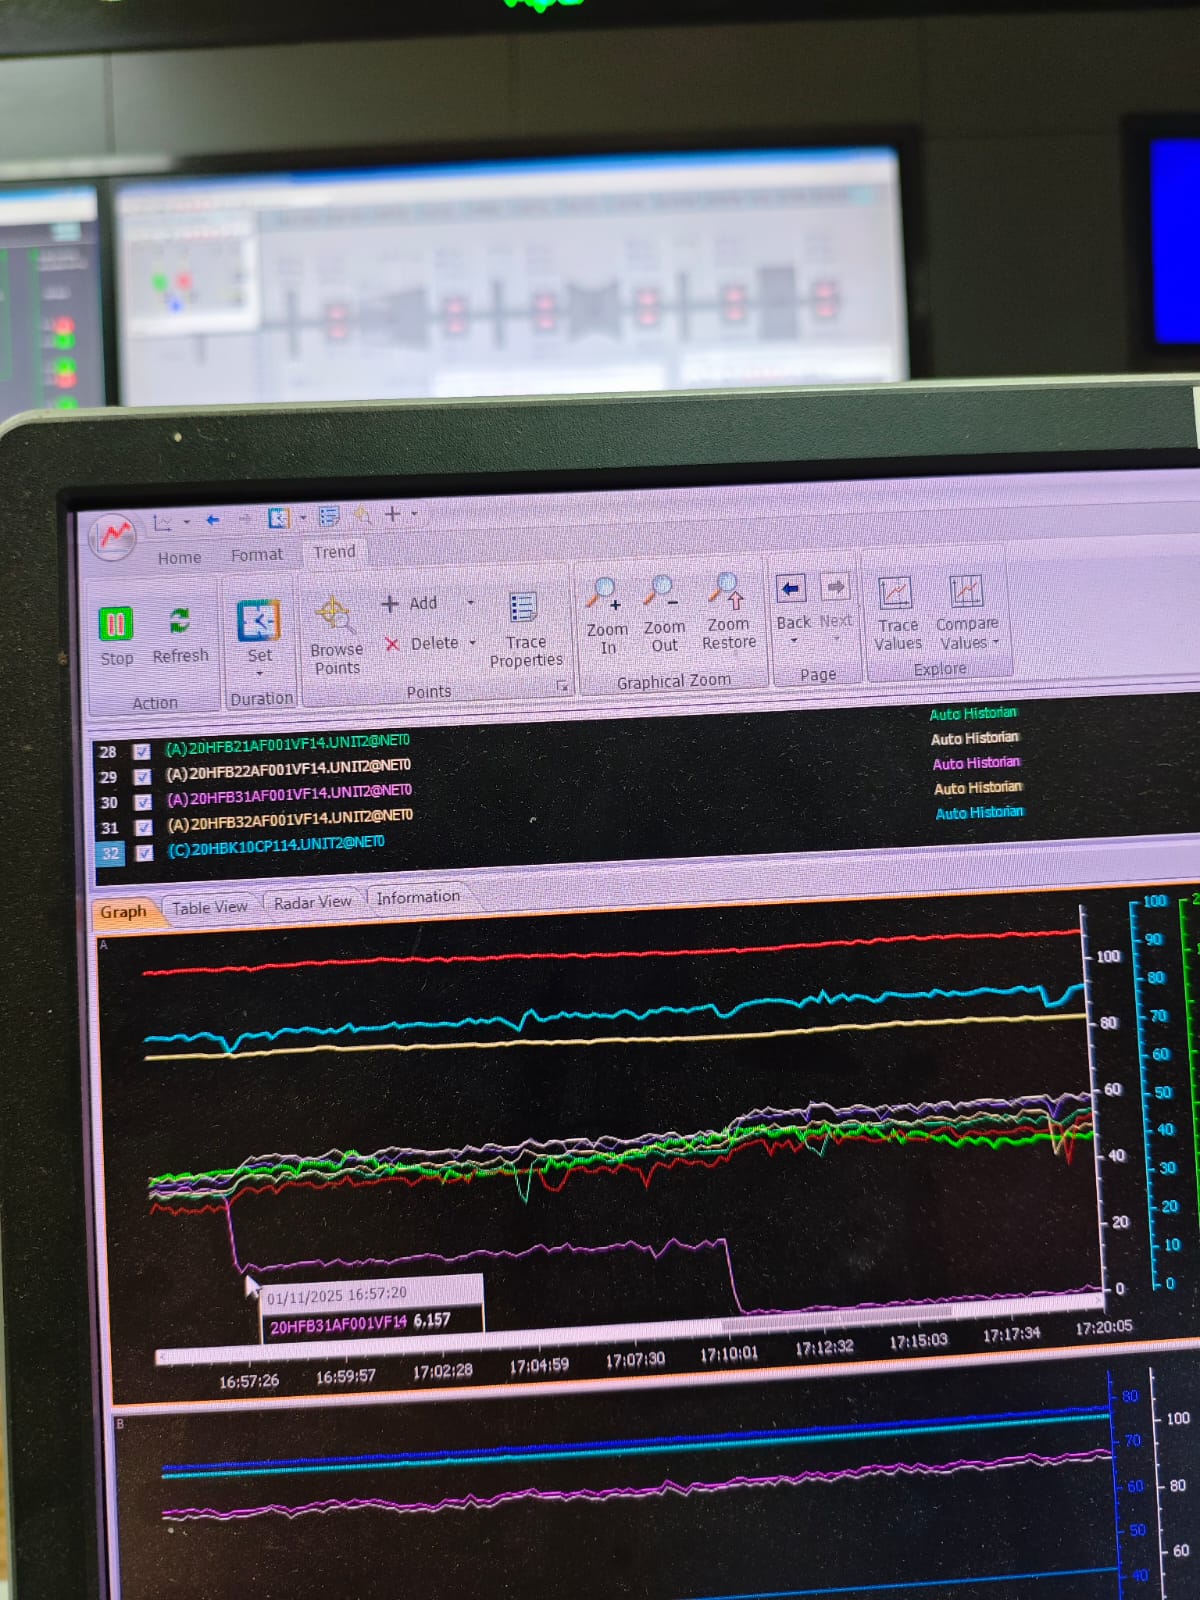 Home Format Trend
Stop Refresh
Action
Set
Duration
Browse Points
Add
Delete
Trace Properties
Points
Zoom In
Zoom Out
Zoom Restore
Graphical Zoom
Back Next
Page
Trace Values
Compare Values
Explore
28 (A)20HFB21AF001VF14.UNIT2@NET0 Auto Historian
29 (A)20HFB22AF001VF14.UNIT2@NET0 Auto Historian
30 (A)20HFB31AF001VF14.UNIT2@NET0 Auto Historian
31 (A)20HFB32AF001VF14.UNIT2@NET0 Auto Historian
32 (C)20HBK10CP114.UNIT2@NET0 Auto Historian
Graph Table View Radar View Information
A
100
80
60
40
20
0
100
90
80
70
60
50
40
30
20
10
0
2
01/11/2025 16:57:20
20HFB31AF001VF14 6,157
16:57:26 16:59:57 17:02:28 17:04:59 17:07:30 17:10:01 17:12:32 17:15:03 17:17:34 17:20:05
B
80
70
60
50
40
100
80
60